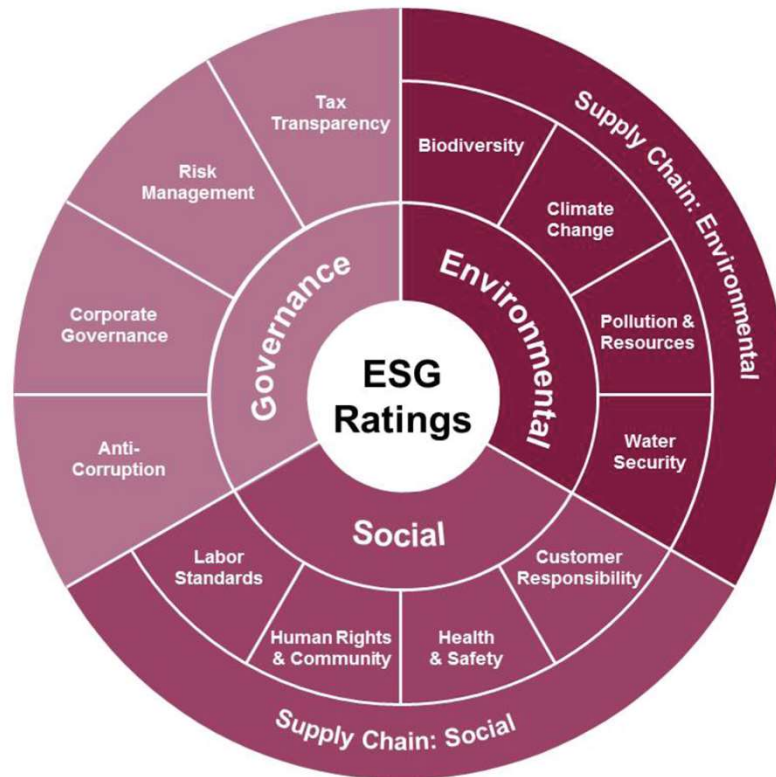 ESG
Ratings
Environmental
Biodiversity
Climate
Change
Pollution &
Resources
Water
Security
Supply Chain: Environmental
Social
Customer
Responsibility
Health
& Safety
Human Rights
& Community
Labor
Standards
Supply Chain: Social
Governance
Anti-
Corruption
Corporate
Governance
Risk
Management
Tax
Transparency